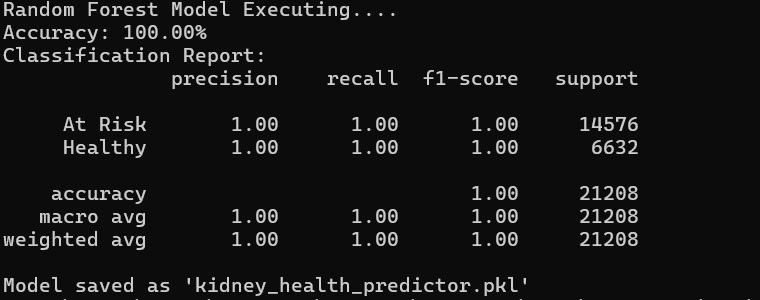 Random Forest Model Executing....
Accuracy: 100.00%
Classification Report:
precision recall f1-score support
At Risk 1.00 1.00 1.00 14576
Healthy 1.00 1.00 1.00 6632
accuracy 1.00 21208
macro avg 1.00 1.00 1.00 21208
weighted avg 1.00 1.00 1.00 21208
Model saved as 'kidney_health_predictor.pkl'